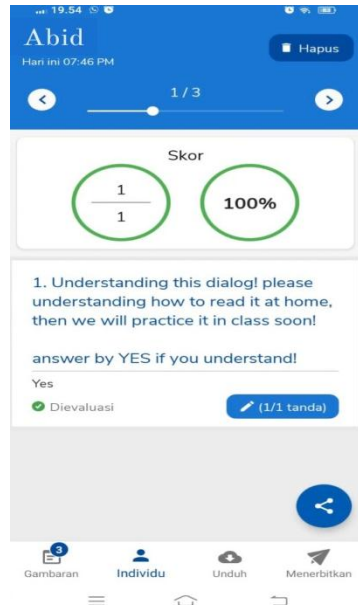 19.54
Abid
Hari ini 07:46 PM
Hapus
1 / 3
Skor
1
1
100%
1. Understanding this dialog! please
understanding how to read it at home,
then we will practice it in class soon!
answer by YES if you understand!
Yes
Dievaluasi
(1/1 tanda)
3
Gambaran
Individu
Unduh
Menerbitkan